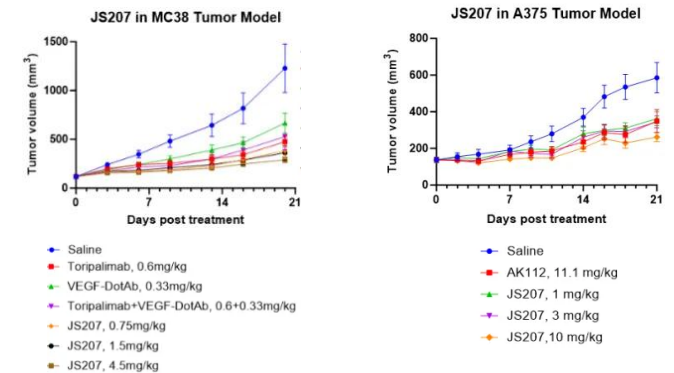 JS207 in MC38 Tumor Model
Tumor volume (mm³)
1500
1000
500
0
0 7 14 21
Days post treatment
Saline
Toripalimab, 0.6mg/kg
VEGF-DotAb, 0.33mg/kg
Toripalimab+VEGF-DotAb, 0.6+0.33mg/kg
JS207, 0.75mg/kg
JS207, 1.5mg/kg
JS207, 4.5mg/kg
JS207 in A375 Tumor Model
Tumor volume (mm³)
800
600
400
200
0
0 7 14 21
Days post treatment
Saline
AK112, 11.1 mg/kg
JS207, 1 mg/kg
JS207, 3 mg/kg
JS207,10 mg/kg